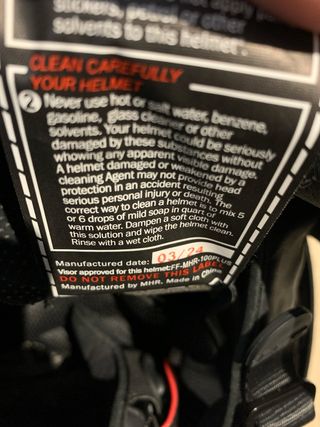 stickers, petrol or other
solvents to this helmet.
CLEAN CAREFULLY
YOUR HELMET
2 Never use hot or salt water, benzene,
gasoline, glass cleaner or other
solvents. Your helmet could be seriously
damaged by these substances without
whowing any apparent visible damage.
A helmet damaged or weakened by a
cleaning Agent may not provide head
protection in an accident resulting
serious personal injury or death. The
correct way to clean a helmet is to mix 5
or 6 drops of mild soap in quart of
warm water. Dampen a soft cloth with
this solution and wipe the helmet clean.
Rinse with a wet cloth.
Manufactured date: 03/24
Visor approved for this helmet:FF-MHR-100PLUS
DO NOT REMOVE THIS LABEL
Manufactured by MHR. Made in China